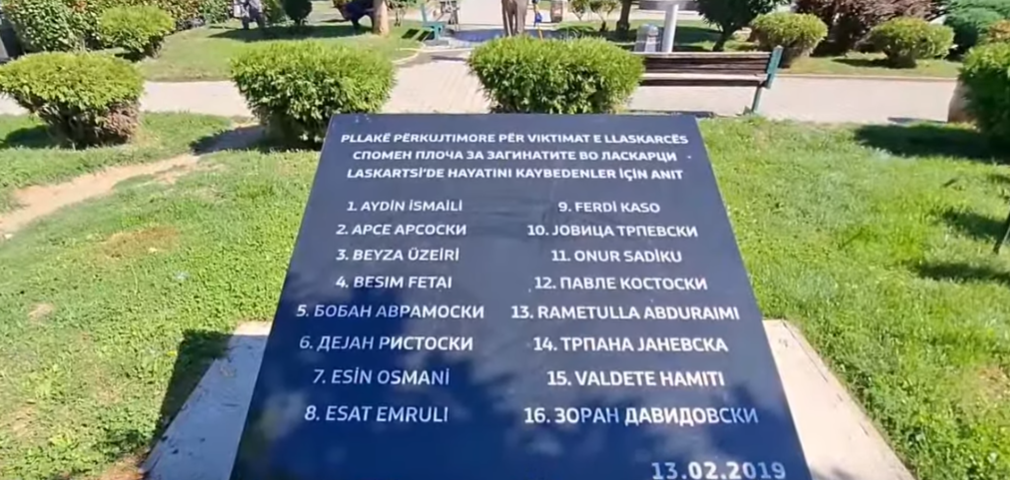 PLLAKË PËRKUJTIMORE PËR VIKTIMAT E LLASKARCËS
СПОМЕН ПЛОЧА ЗА ЗАГИНАТИТЕ ВО ЛАСКАРЦИ
LASKARTSI'DE HAYATINI KAYBEDENLER İÇİN ANIT
1. AYDIN İSMAİLİ
2. АРСЕ АРСОСКИ
3. BEYZA ÜZEİRİ
4. BESIM FETAI
5. БОБАН АВРАМОСКИ
6. ДЕЈАН РИСТОСКИ
7. ESİN OSMANİ
8. ESAT EMRULI
9. FERDİ KASO
10. ЈОВИЦА ТРПЕВСКИ
11. ONUR SADIKU
12. ПАВЛЕ КОСТОСКИ
13. RAMETULLA ABDURAIMI
14. ТРПАНА ЈАНЕВСКА
15. VALDETE HAMITI
16. ЗОРАН ДАВИДОВСКИ
13.02.2019